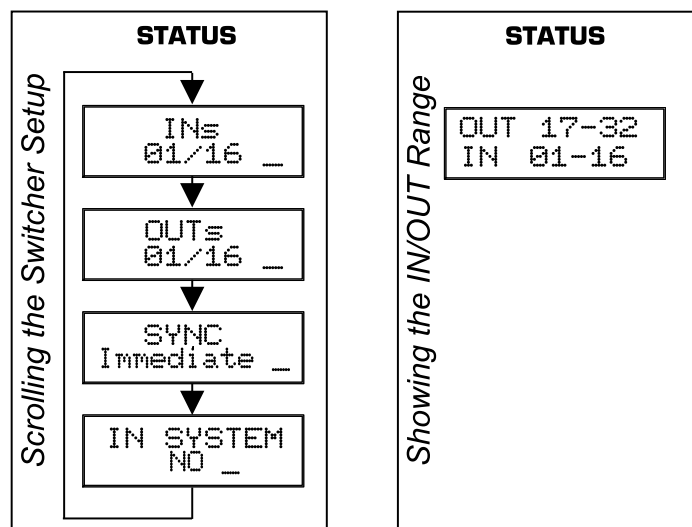 STATUS
Scrolling the Switcher Setup
INs
01/16 _
OUTs
01/16 _
SYNC
Immediate _
IN SYSTEM
NO _
STATUS
Showing the IN/OUT Range
OUT 17-32
IN 01-16